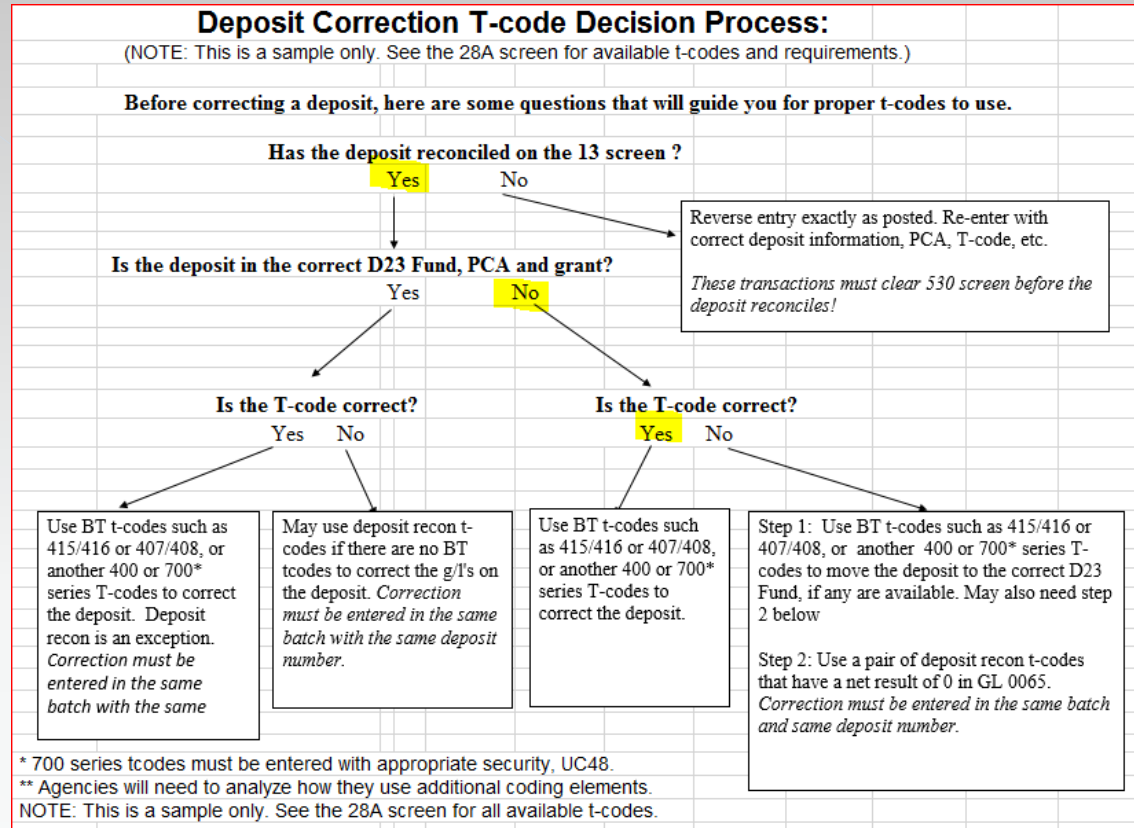 Deposit Correction T-code Decision Process:
(NOTE: This is a sample only. See the 28A screen for available t-codes and requirements.)
Before correcting a deposit, here are some questions that will guide you for proper t-codes to use.
Has the deposit reconciled on the 13 screen ?
Yes No
Reverse entry exactly as posted. Re-enter with
correct deposit information, PCA, T-code, etc.
These transactions must clear 530 screen before the
deposit reconciles!
Is the deposit in the correct D23 Fund, PCA and grant?
Yes No
Is the T-code correct?
Yes No
Is the T-code correct?
Yes No
Use BT t-codes such as
415/416 or 407/408, or
another 400 or 700*
series T-codes to correct
the deposit. Deposit
recon is an exception.
Correction must be
entered in the same
batch with the same
May use deposit recon t-
codes if there are no BT
tcodes to correct the g/l's on
the deposit. Correction
must be entered in the same
batch with the same deposit
number.
Use BT t-codes such
as 415/416 or 407/408,
or another 400 or 700*
series T-codes to
correct the deposit.
Step 1: Use BT t-codes such as 415/416 or
407/408, or another 400 or 700* series T-
codes to move the deposit to the correct D23
Fund, if any are available. May also need step
2 below
Step 2: Use a pair of deposit recon t-codes
that have a net result of 0 in GL 0065.
Correction must be entered in the same batch
and same deposit number.
* 700 series tcodes must be entered with appropriate security, UC48.
** Agencies will need to analyze how they use additional coding elements.
NOTE: This is a sample only. See the 28A screen for all available t-codes.